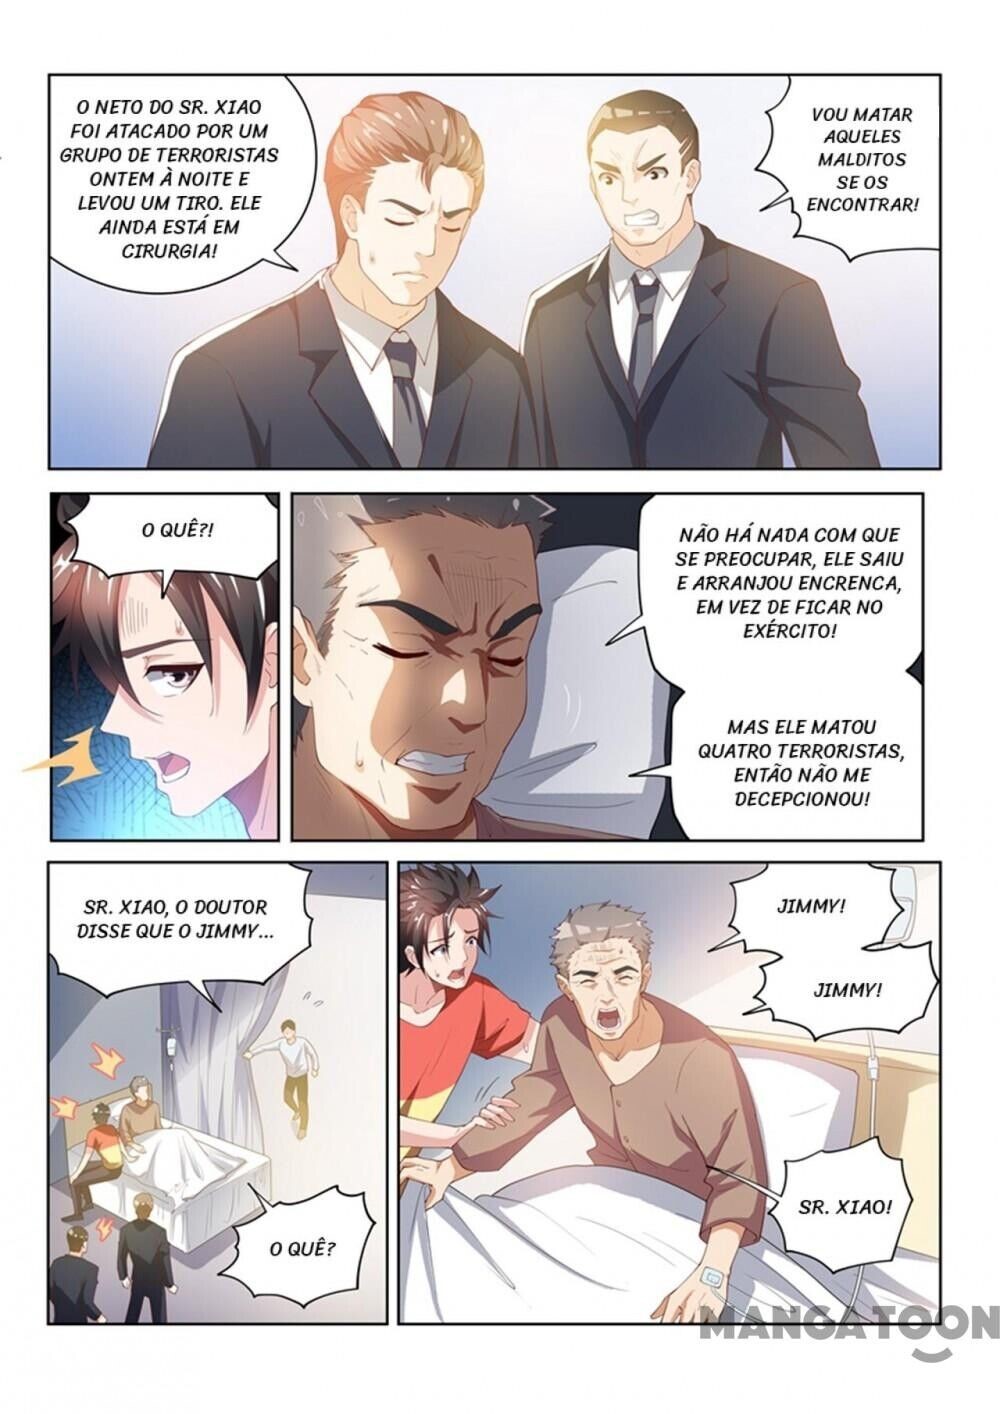 O NETO DO SR. XIAO
FOI ATACADO POR UM
GRUPO DE TERRORISTAS
ONTEM À NOITE E
LEVOU UM TIRO. ELE
AINDA ESTÁ EM
CIRURGIA!
VOU MATAR
AQUELES
MALDITOS
SE OS
ENCONTRAR!
O QUÊ?!
NÃO HÁ NADA COM QUE
SE PREOCUPAR, ELE SAIU
E ARRANJOU ENCRENCA,
EM VEZ DE FICAR NO
EXÉRCITO!
MAS ELE MATOU
QUATRO TERRORISTAS,
ENTÃO NÃO ME
DECEPCIONOU!
SR. XIAO, O DOUTOR
DISSE QUE O JIMMY...
O QUÊ?
JIMMY!
JIMMY!
SR. XIAO!
MANGATOON